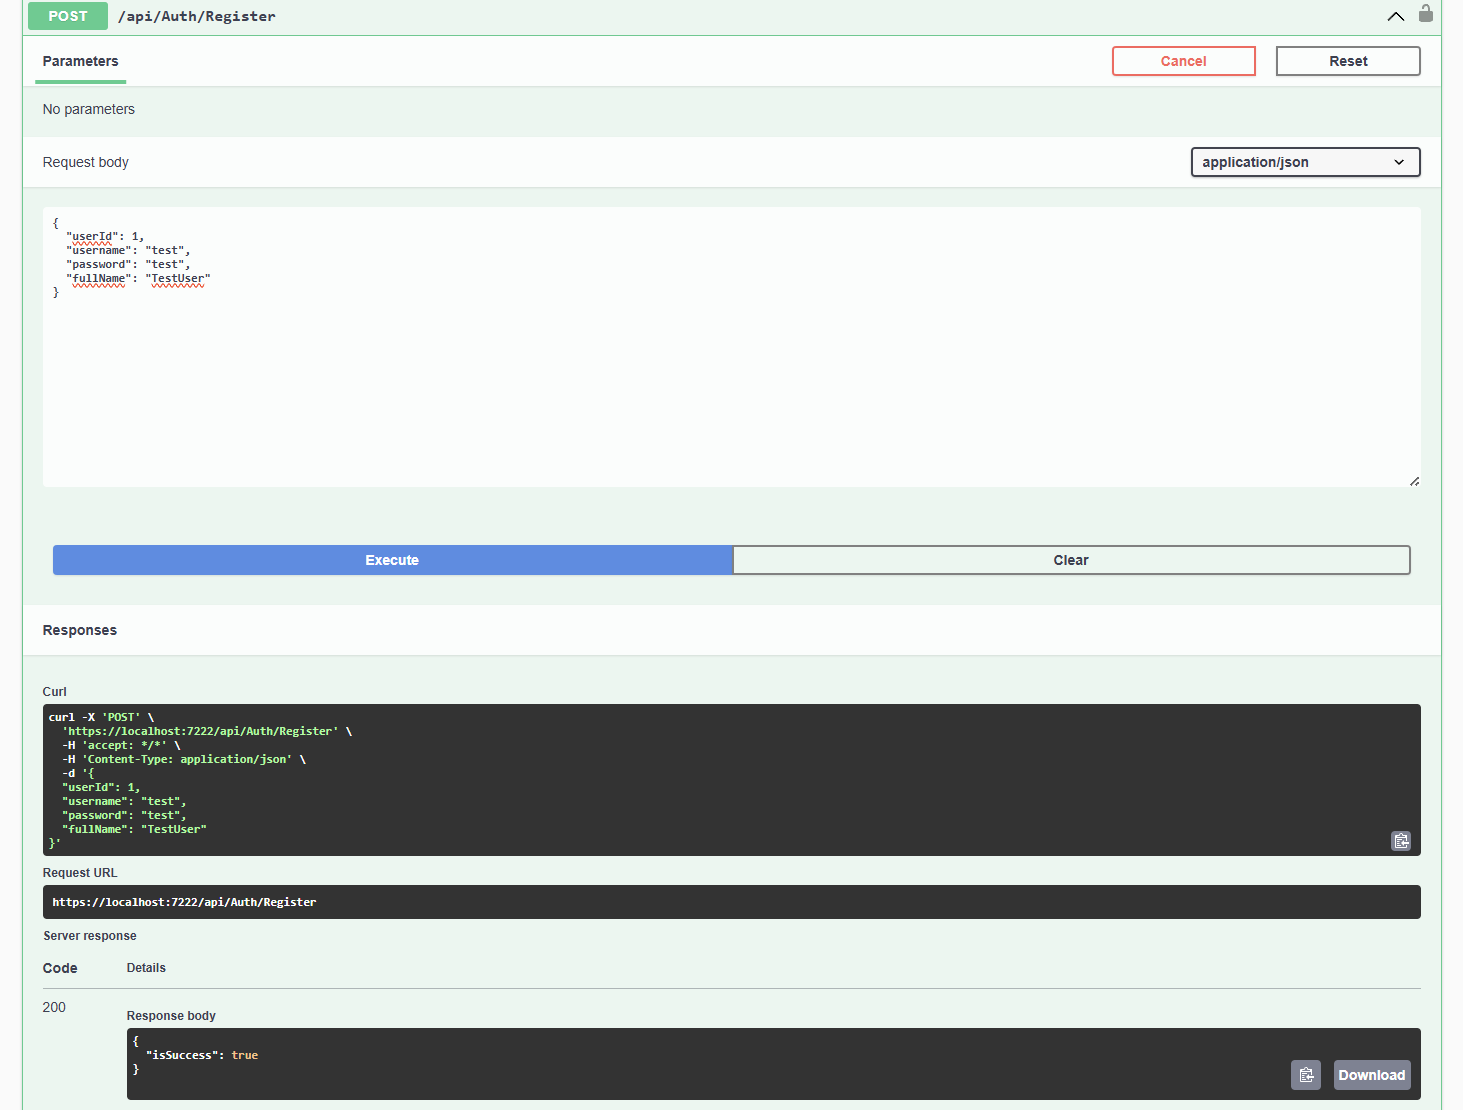 POST /api/Auth/Register
Parameters
Cancel
Reset
No parameters
Request body
application/json
{
"userId": 1,
"username": "test",
"password": "test",
"fullName": "TestUser"
}
Execute
Clear
Responses
Curl
curl -X 'POST' \
'https://localhost:7222/api/Auth/Register' \
-H 'accept: */*' \
-H 'Content-Type: application/json' \
-d '{
"userId": 1,
"username": "test",
"password": "test",
"fullName": "TestUser"
}'
Request URL
https://localhost:7222/api/Auth/Register
Server response
Code Details
200
Response body
{
"isSuccess": true
}
Download